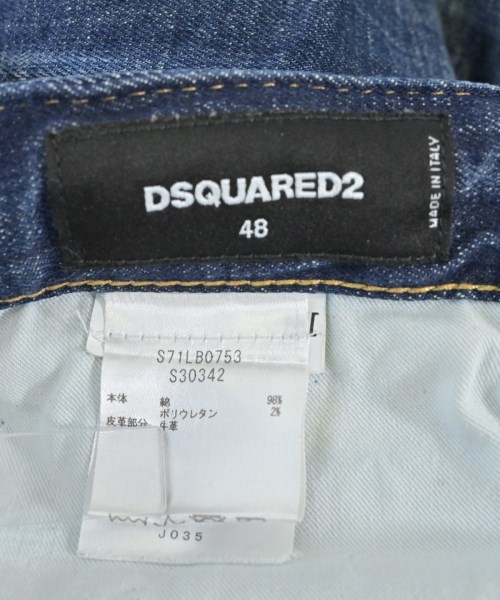 DSQUARED2
48
MADE IN ITALY
S71LB0753
S30342
本体 綿 98%
ポリウレタン 2%
皮革部分 牛革
J035